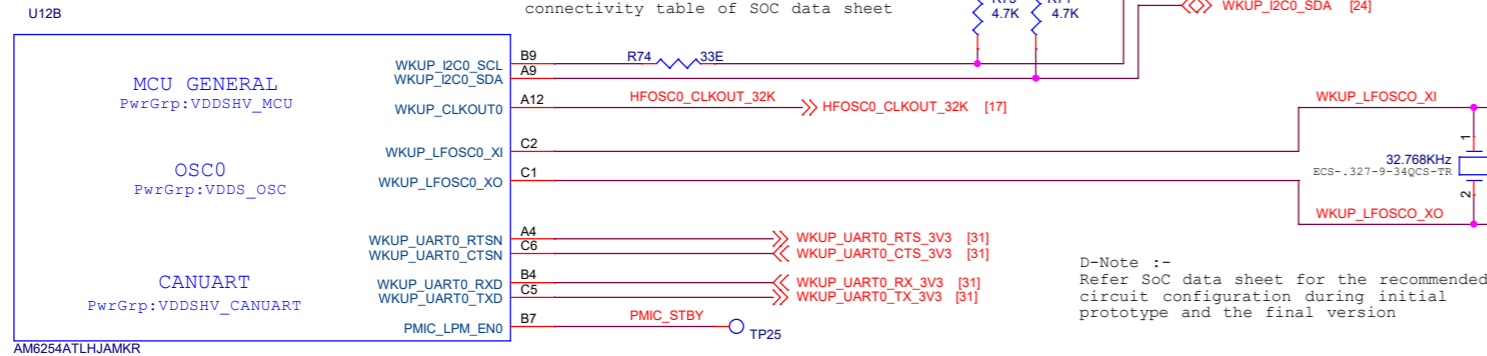 U12B
connectivity table of SOC data sheet
R73 R71
4.7K 4.7K
WKUP_I2C0_SDA [24]
MCU GENERAL
PwrGrp:VDDSHV_MCU
WKUP_I2C0_SCL B9 R74 33E
WKUP_I2C0_SDA A9
WKUP_CLKOUT0 A12 HFOSC0_CLKOUT_32K HFOSC0_CLKOUT_32K [17]
WKUP_LFOSCO_XI
OSC0
PwrGrp:VDDS_OSC
WKUP_LFOSC0_XI C2
WKUP_LFOSC0_XO C1
1
32.768KHz
ECS-.327-9-34QCS-TR
2
WKUP_LFOSCO_XO
CANUART
PwrGrp:VDDSHV_CANUART
WKUP_UART0_RTSN A4 WKUP_UART0_RTS_3V3 [31]
WKUP_UART0_CTSN C6 WKUP_UART0_CTS_3V3 [31]
WKUP_UART0_RXD B4 WKUP_UART0_RX_3V3 [31]
WKUP_UART0_TXD C5 WKUP_UART0_TX_3V3 [31]
PMIC_LPM_EN0 B7 PMIC_STBY TP25
D-Note :-
Refer SoC data sheet for the recommended
circuit configuration during initial
prototype and the final version
AM6254ATLHJAMKR